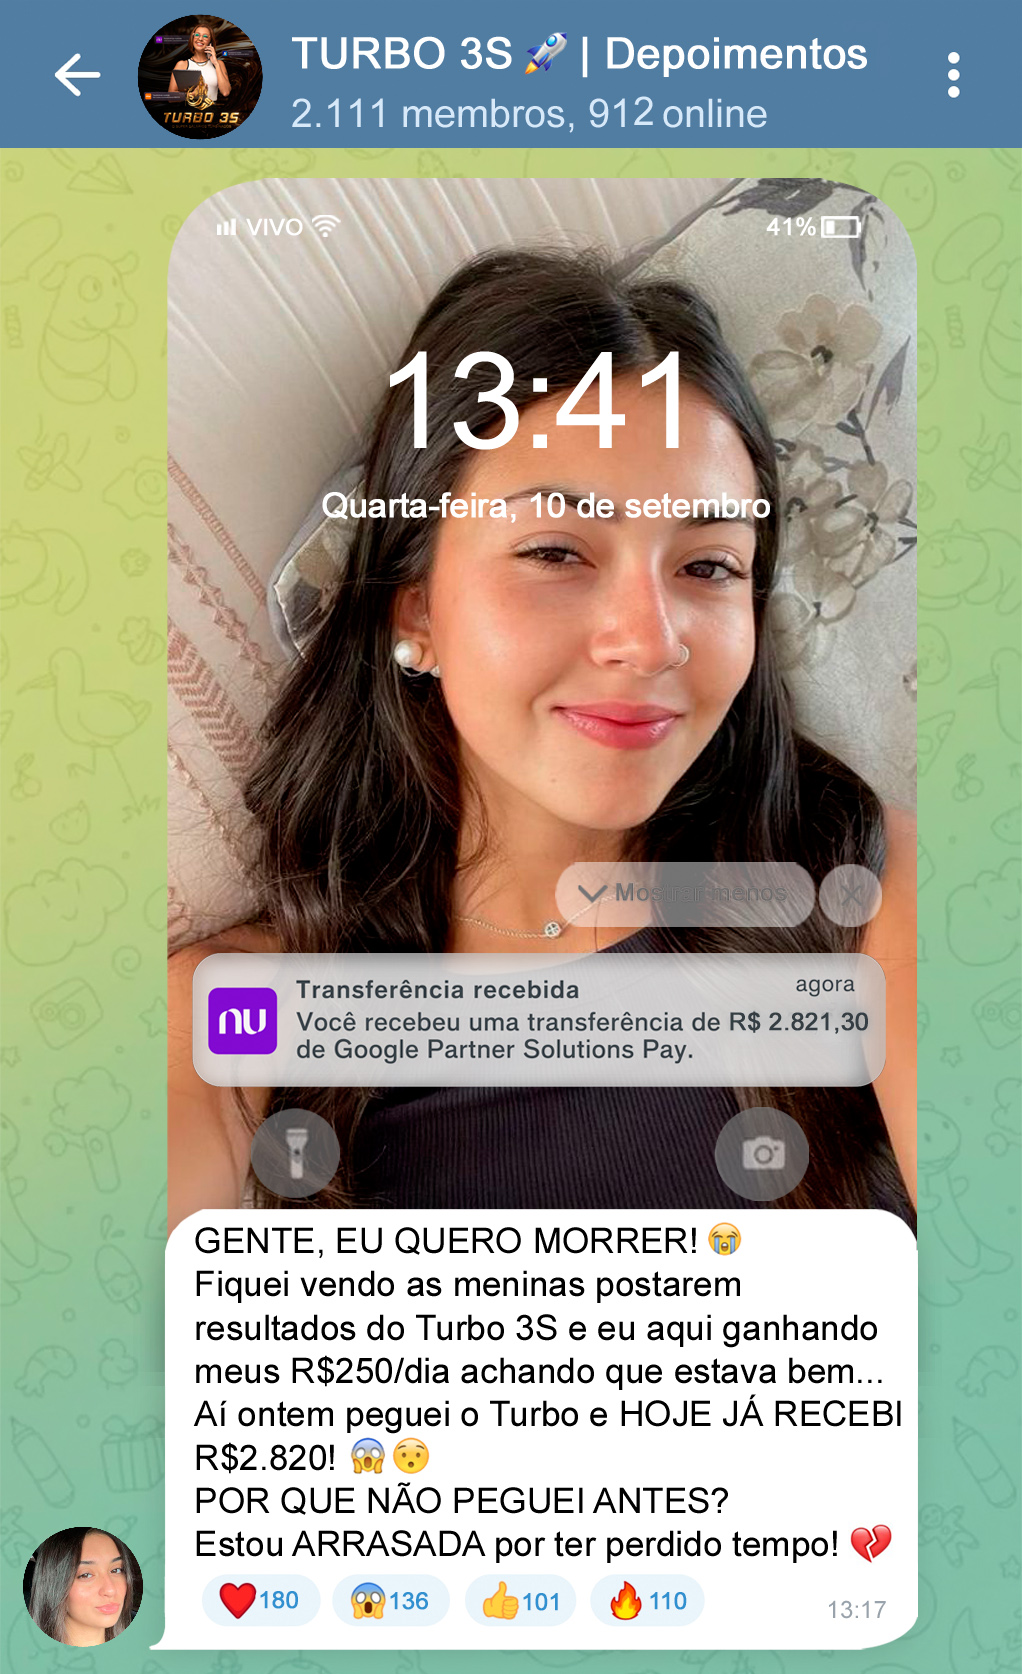 TURBO 3S 🚀 | Depoimentos
2.111 membros, 912 online
TURBO 3S
VIVO 41%
13:41
Quarta-feira, 10 de setembro
Mostrar menos
Transferência recebida agora
nu
Você recebeu uma transferência de R$ 2.821,30
de Google Partner Solutions Pay.
GENTE, EU QUERO MORRER! 😭
Fiquei vendo as meninas postarem
resultados do Turbo 3S e eu aqui ganhando
meus R$250/dia achando que estava bem...
Aí ontem peguei o Turbo e HOJE JÁ RECEBI
R$2.820! 😱😯
POR QUE NÃO PEGUEI ANTES?
Estou ARRASADA por ter perdido tempo! 💔
❤️180 😱136 👍101 🔥110
13:17